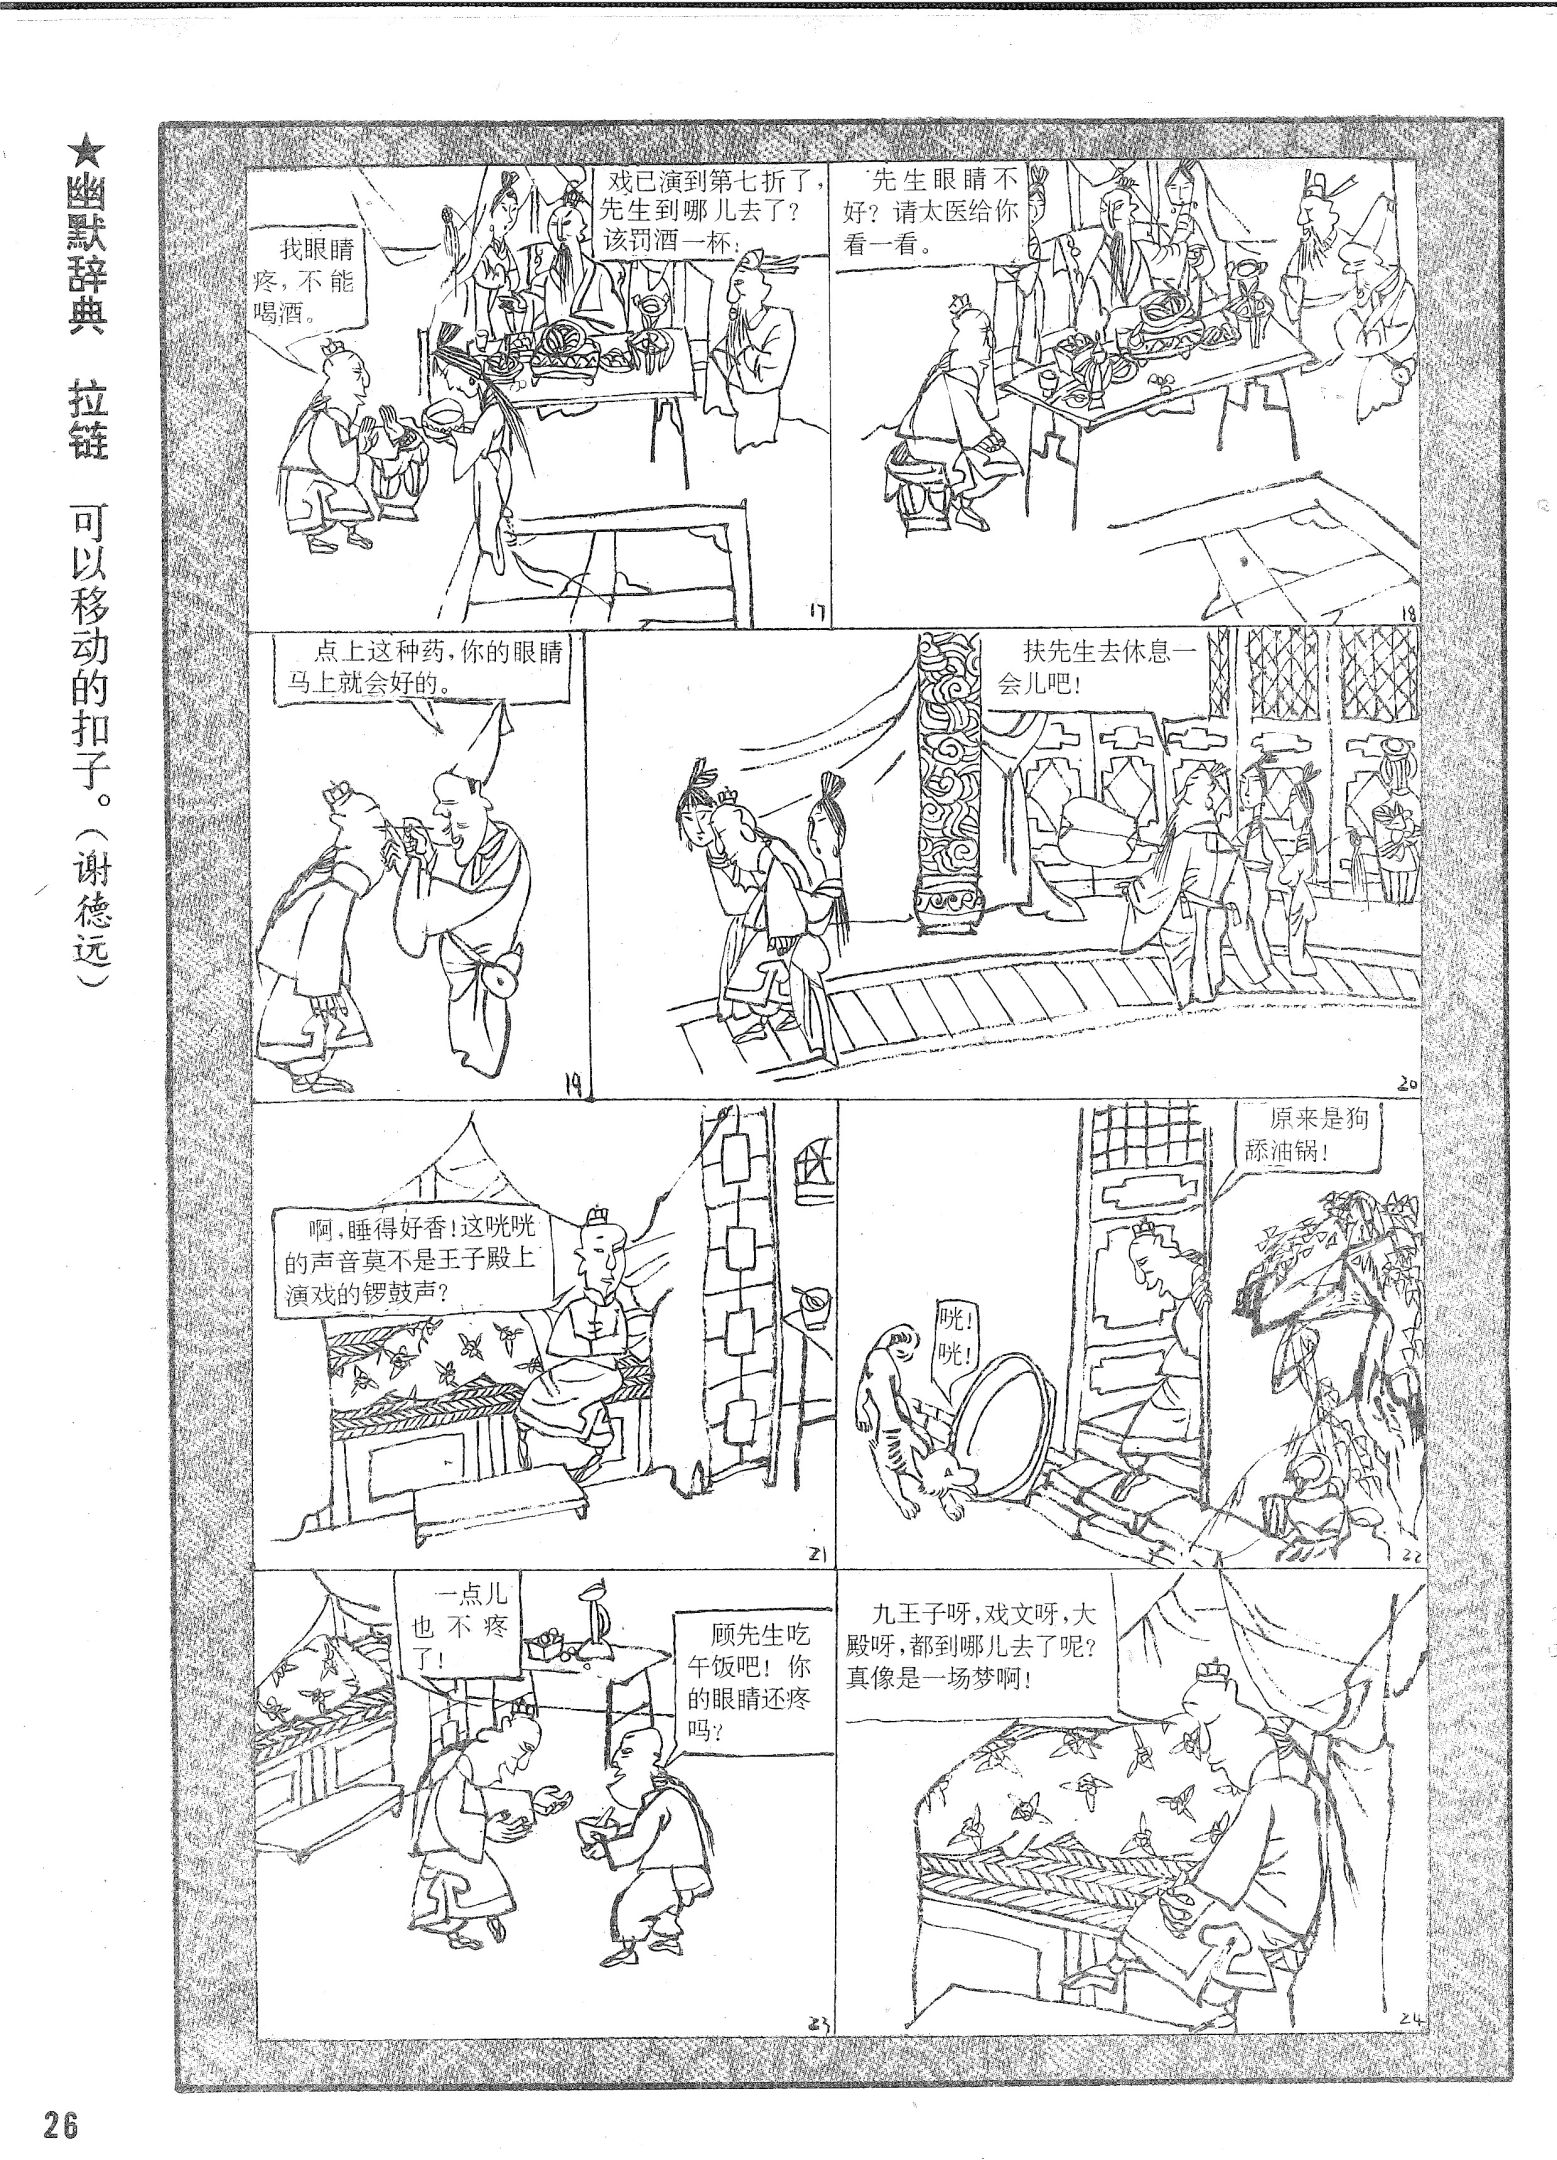 ★幽默辞典 拉链 可以移动的扣子。(谢德远)
戏已演到第七折了,
先生到哪儿去了?
该罚酒一杯!
我眼睛
疼,不能
喝酒。
17
先生眼睛不
好?请太医给你
看一看。
18
点上这种药,你的眼睛
马上就会好的。
19
扶先生去休息一
会儿吧!
20
啊,睡得好香!这咣咣
的声音莫不是王子殿上
演戏的锣鼓声?
21
原来是狗
舔油锅!
咣!
咣!
22
一点儿
也不疼
了!
顾先生吃
午饭吧!你
的眼睛还疼
吗?
23
九王子呀,戏文呀,大
殿呀,都到哪儿去了呢?
真像是一场梦啊!
24
26